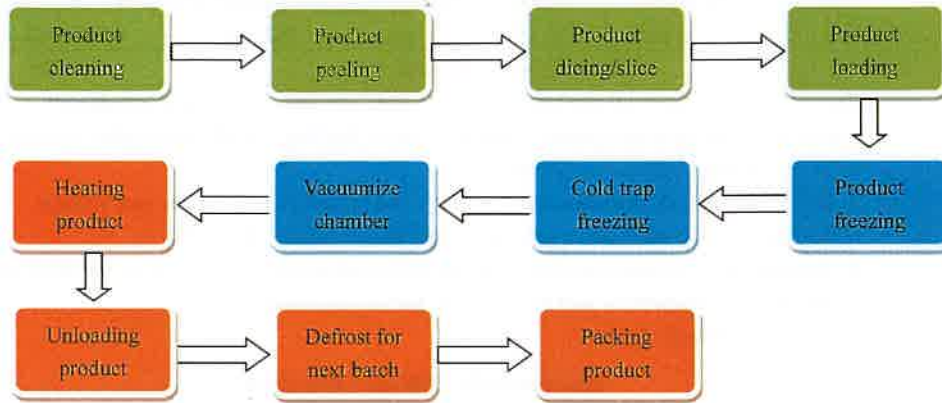 Product
cleaning
Product
peeling
Product
dicing/slice
Product
loading
Product
freezing
Cold trap
freezing
Vacuumize
chamber
Heating
product
Unloading
product
Defrost for
next batch
Packing
product